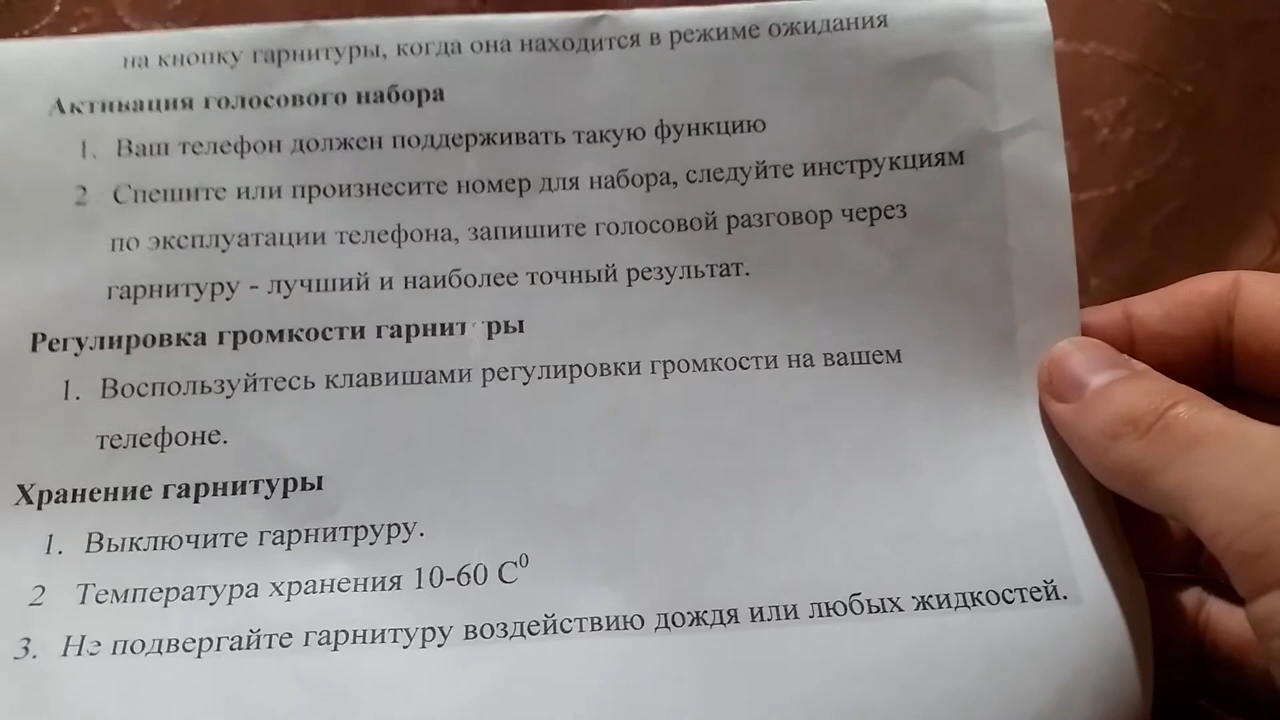 на кнопку гарнитуры, когда она находится в режиме ожидания
Активация голосового набора
1. Ваш телефон должен поддерживать такую функцию
2 Спешите или произнесите номер для набора, следуйте инструкциям
по эксплуатации телефона, запишите голосовой разговор через
гарнитуру - лучший и наиболее точный результат.
Регулировка громкости гарнитуры
1. Воспользуйтесь клавишами регулировки громкости на вашем
телефоне.
Хранение гарнитуры
1. Выключите гарнитруру.
2 Температура хранения 10-60 С⁰
3. Не подвергайте гарнитуру воздействию дождя или любых жидкостей.